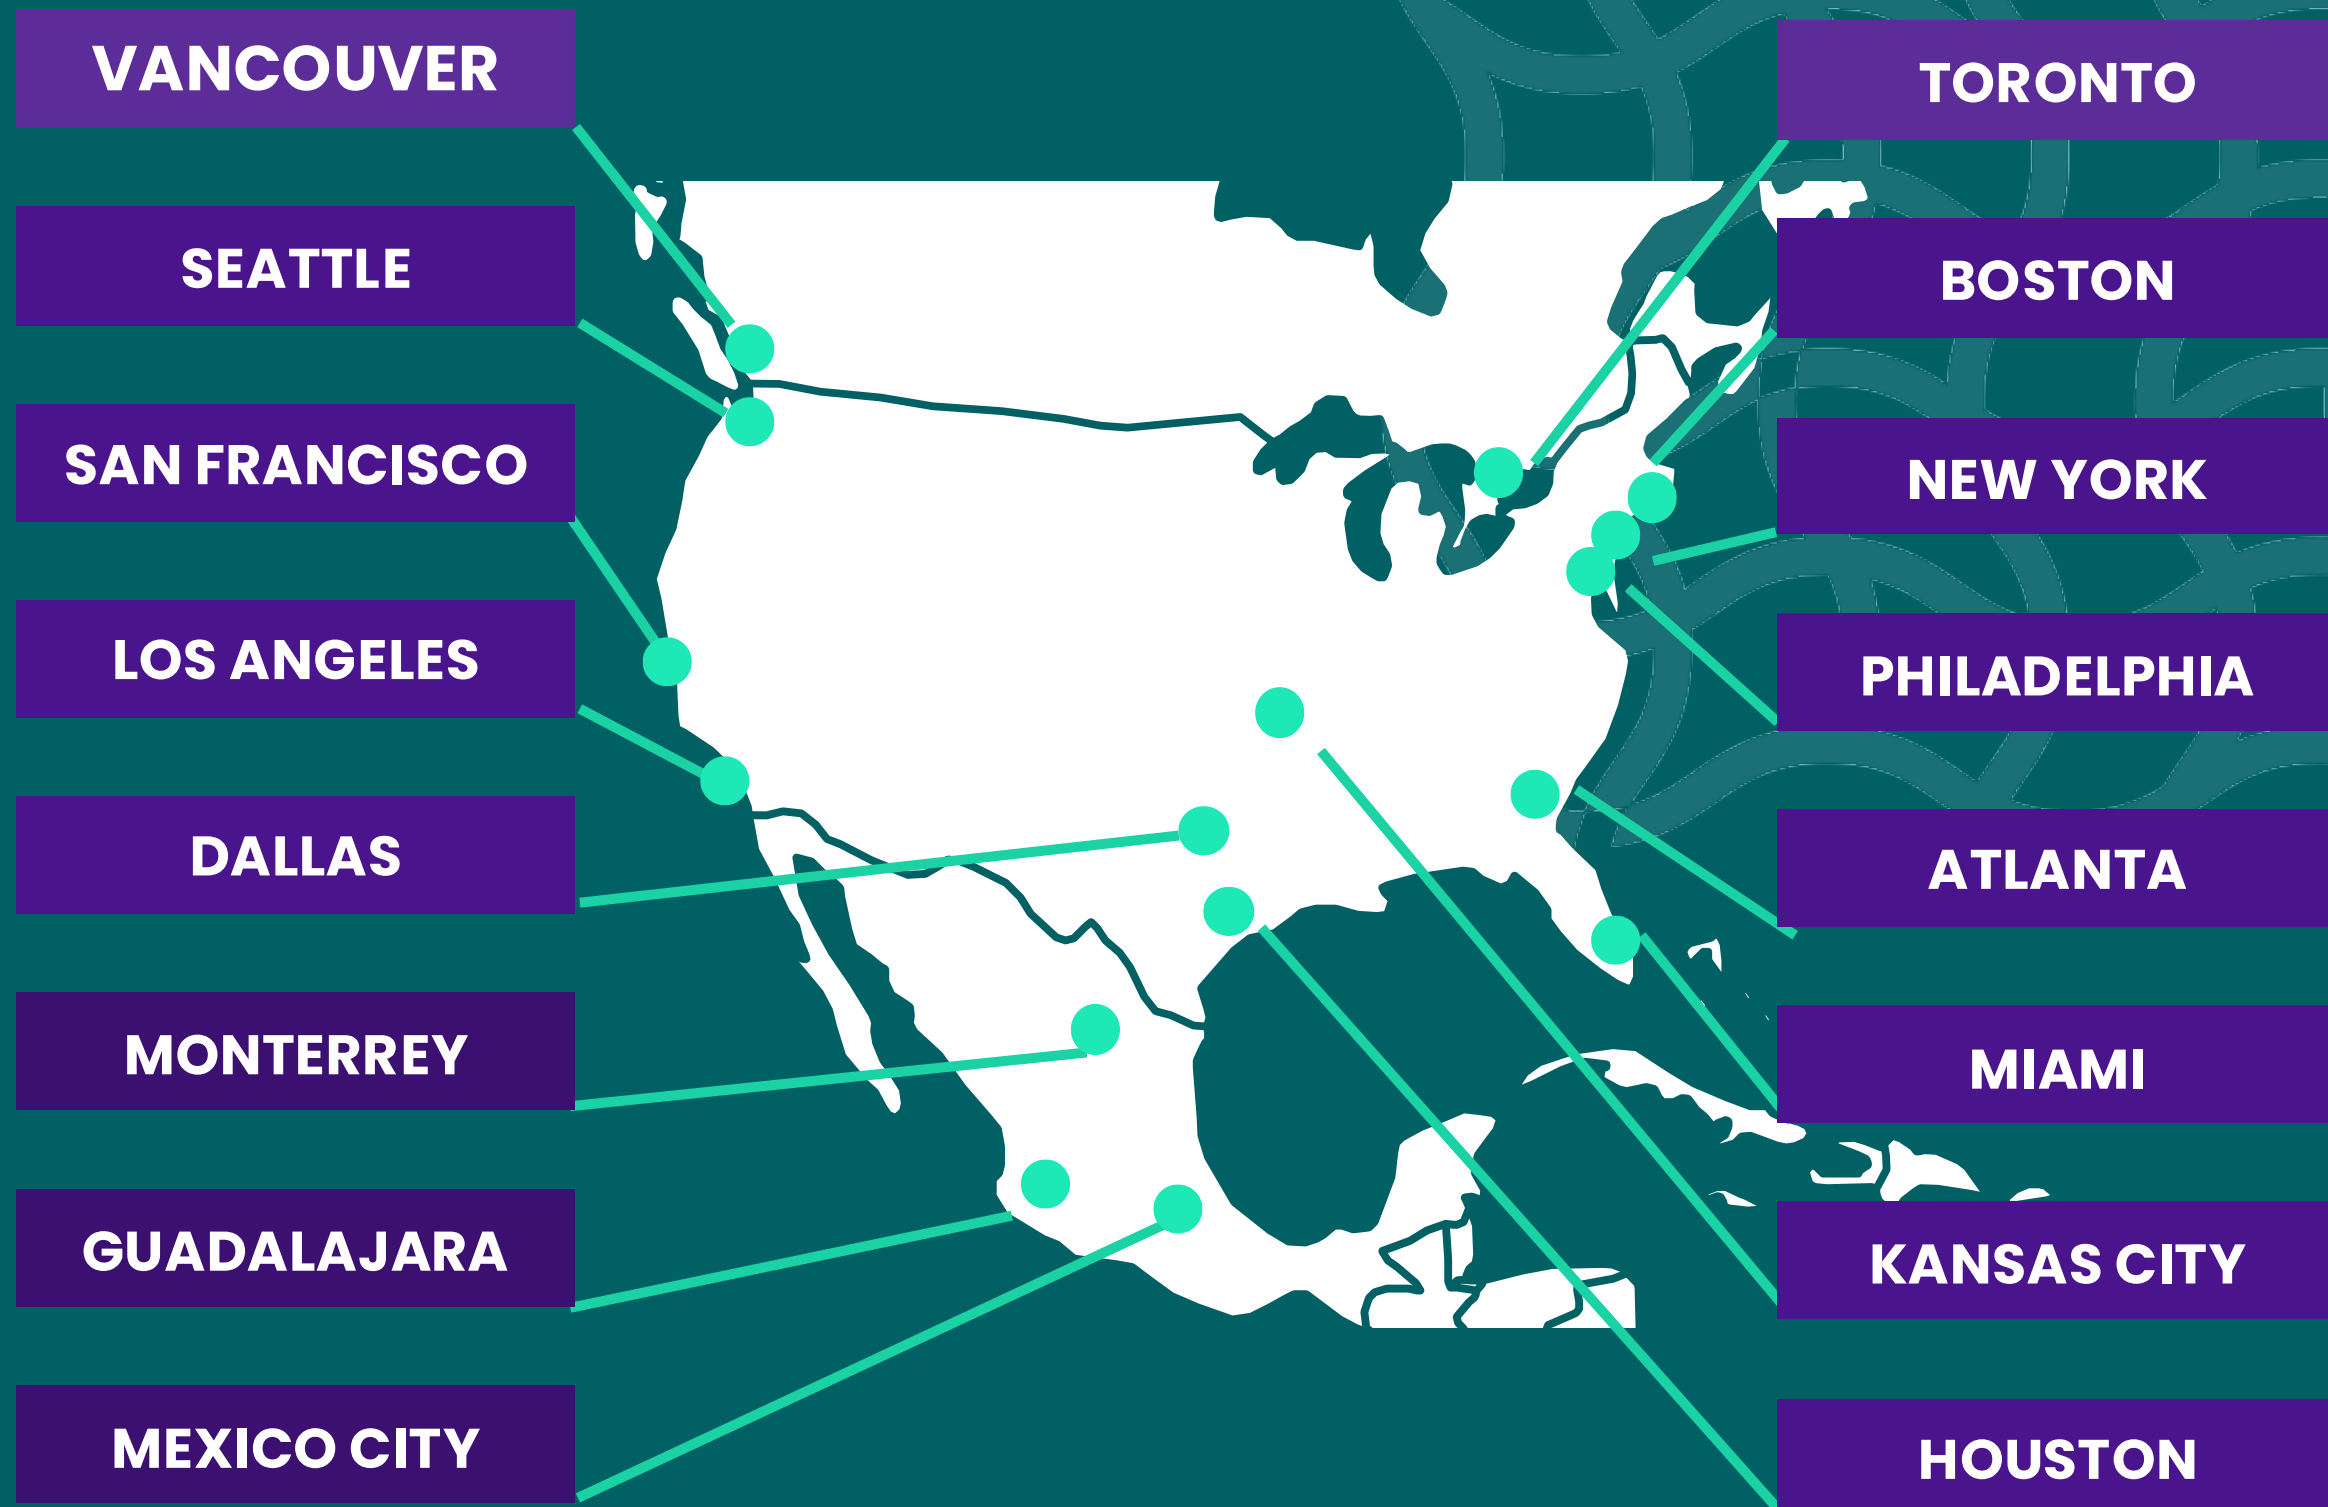 VANCOUVER
SEATTLE
SAN FRANCISCO
LOS ANGELES
DALLAS
MONTERREY
GUADALAJARA
MEXICO CITY
TORONTO
BOSTON
NEW YORK
PHILADELPHIA
ATLANTA
MIAMI
KANSAS CITY
HOUSTON